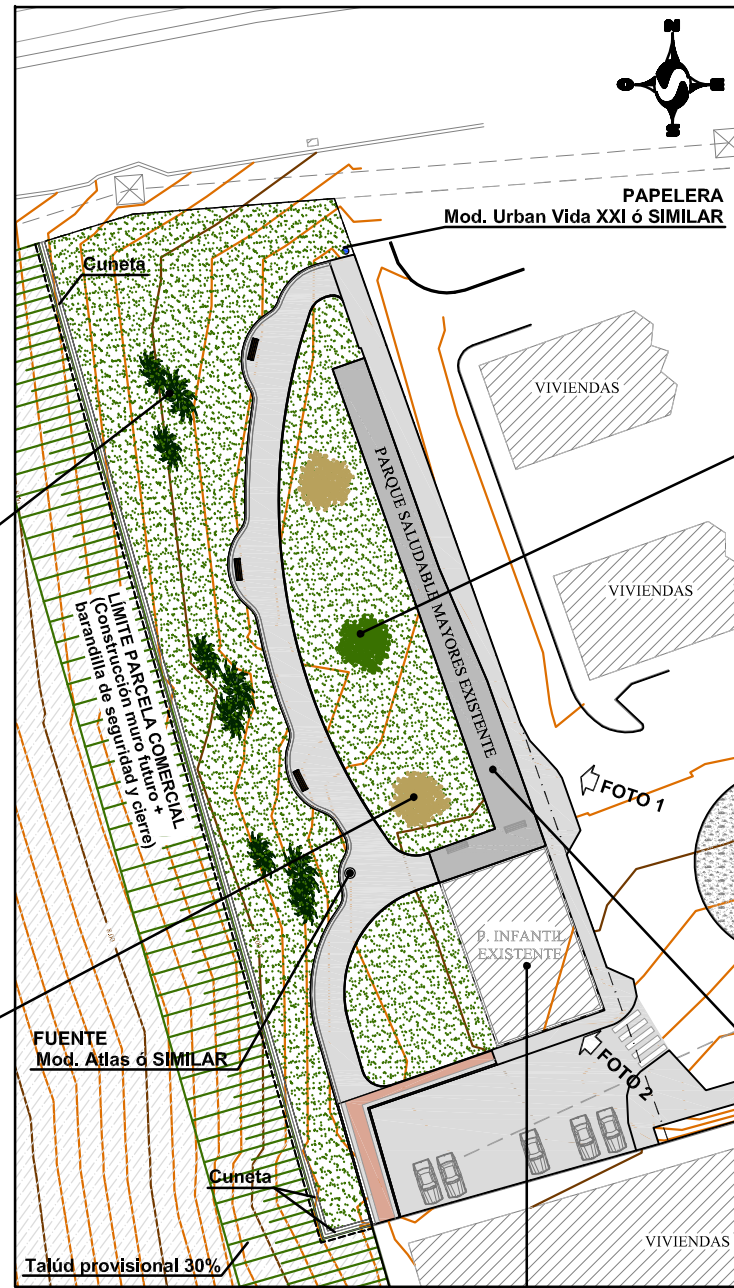 N
O
E
S
PAPELERA
Mod. Urban Vida XXI ó SIMILAR
Cuneta
VIVIENDAS
PARQUE SALUDABLE MAYORES EXISTENTE
VIVIENDAS
LÍMITE PARCELA COMERCIAL
(Construcción muro futuro +
barandilla de seguridad y cierre)
FOTO 1
P. INFANTIL
EXISTENTE
FUENTE
Mod. Atlas ó SIMILAR
FOTO 2
Cuneta
VIVIENDAS
Talúd provisional 30%